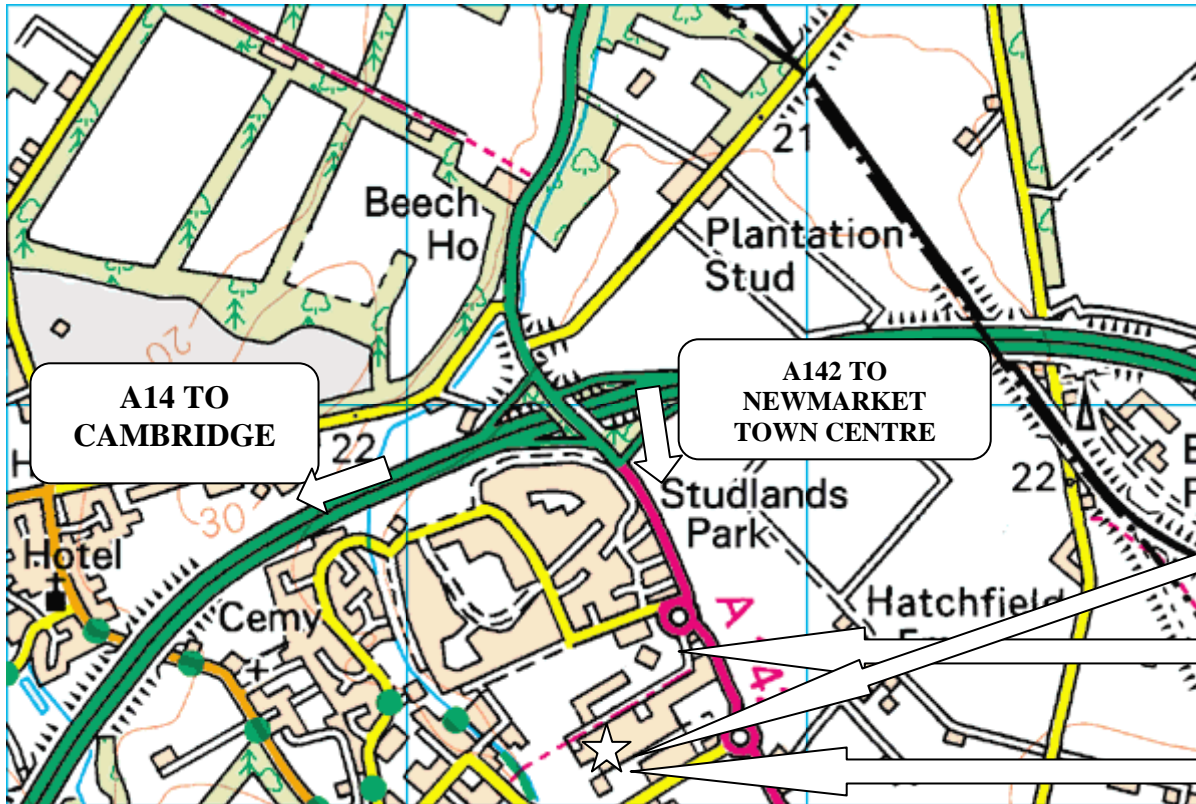 21
Beech
Ho
Plantation
Stud
20
A14 TO
CAMBRIDGE
A142 TO
NEWMARKET
TOWN CENTRE
22
22
30
Studlands
Park
Hotel
Cemy
Hatchfield
A 14